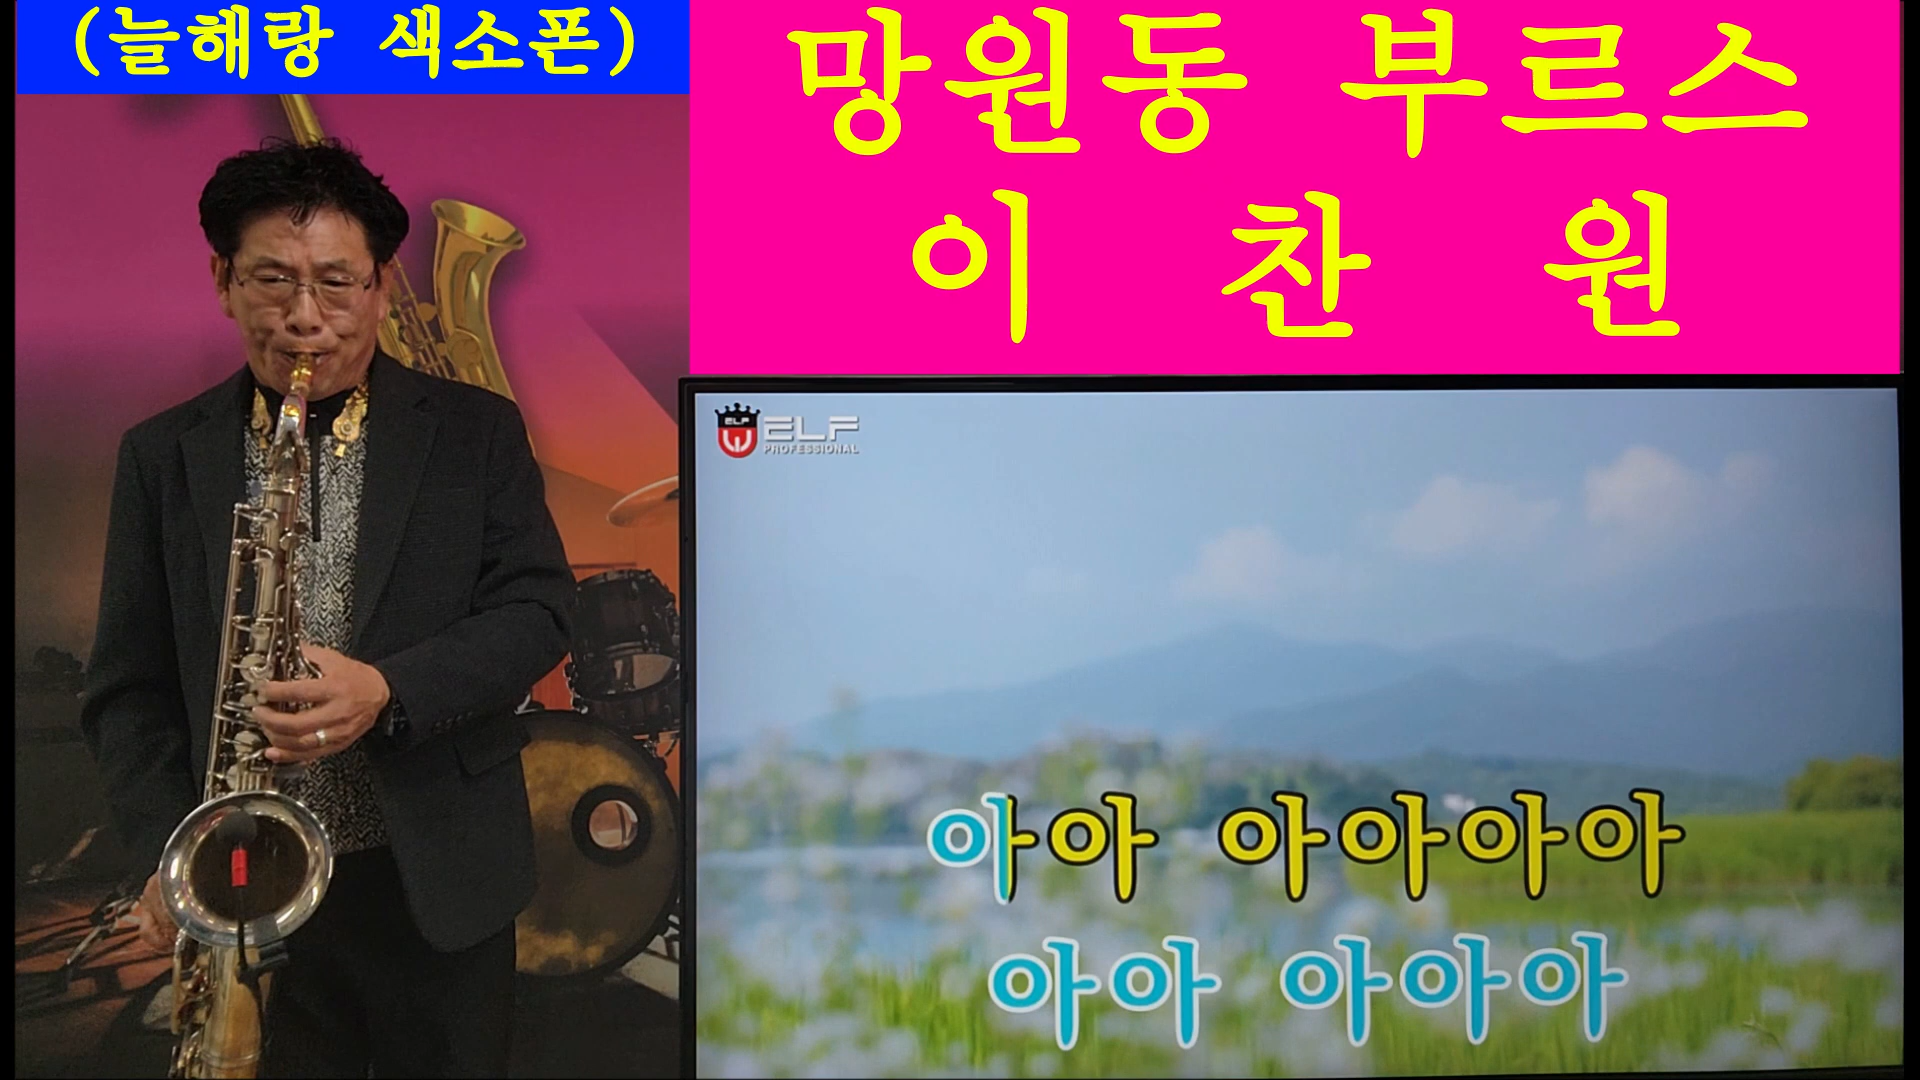 (늘해랑 색소폰)
망원동 부르스
이 찬 원
ELF
ELF
PROFESSIONAL
아아 아아아아
아아 아아아